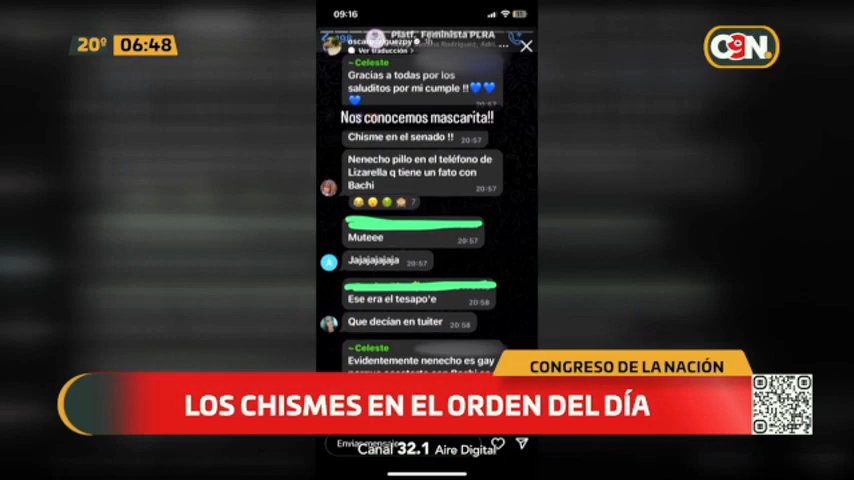 09:16
20°
06:48
C9N.
Platf. Feminista PLRA
Ver traducción >
~Celeste
Gracias a todas por los
saluditos por mi cumple !!💙💙
💙
20:57
Nos conocemos mascarita!!
Chisme en el senado !! 20:57
Nenecho pillo en el teléfono de
Lizarella q tiene un fato con
Bachi 20:57
7
Muteee 20:57
A
Jajajajajaja 20:57
Ese era el tesapo'e 20:58
Que decían en tuiter 20:58
~Celeste
Evidentemente nenecho es gay
CONGRESO DE LA NACIÓN
LOS CHISMES EN EL ORDEN DEL DÍA
Enviar mensaje
Canal 32.1 Aire Digital